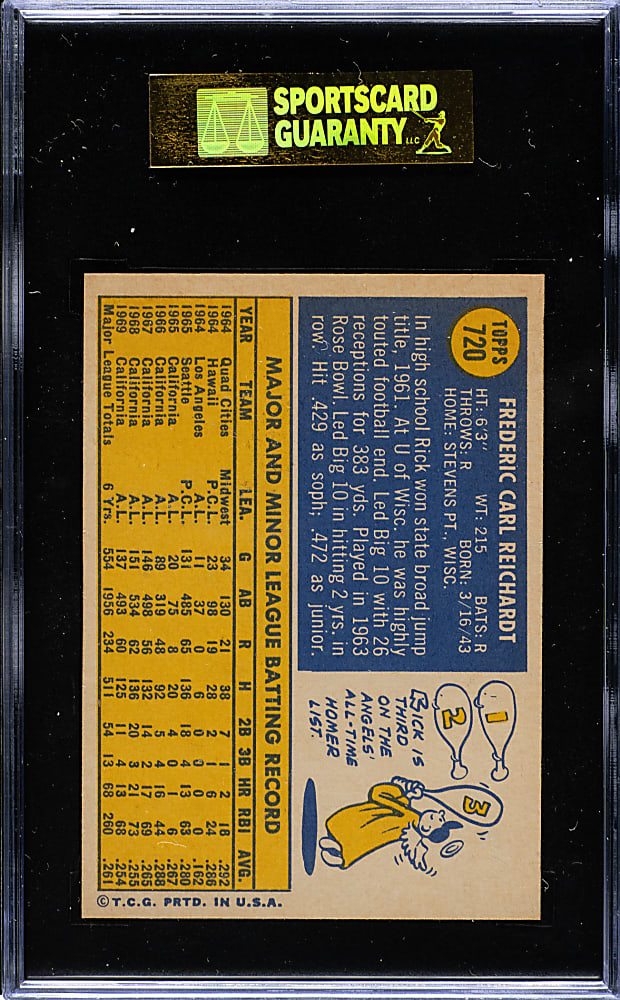 SPORTSCARD
GUARANTY LLC
TOPPS
720
FREDERIC CARL REICHARDT
HT: 6'3" WT: 215 BATS: R
THROWS: R BORN: 3/16/43
HOME: STEVENS PT., WISC.
In high school Rick won state broad jump
title, 1961. At U of Wisc, he was highly
touted football end. Led Big 10 with 26
receptions for 383 yds. Played in 1963
Rose Bowl. Led Big 10 in hitting 2 yrs. in
row. Hit .429 as soph, .472 as junior.
1
2
3
RICK IS
THIRD
ON THE
ANGELS'
ALL-TIME
HOMER
LIST.
MAJOR AND MINOR LEAGUE BATTING RECORD
YEAR TEAM LEA. G AB R H 2B 3B HR RBI AVG.
1964 Quad Cities Midwest 34 130 21 38 7 1 2 18 .292
1964 Hawaii P.C.L. 23 98 19 28 2 1 6 24 .286
1964 Los Angeles A.L. 11 37 0 6 0 0 0 0 .162
1965 Seattle P.C.L. 131 485 65 136 18 4 13 63 .280
1965 California A.L. 20 75 8 20 4 0 1 6 .267
1966 California A.L. 89 319 48 92 5 4 16 44 .288
1967 California A.L. 146 498 56 132 14 2 17 69 .265
1968 California A.L. 151 534 62 136 20 3 21 73 .255
1969 California A.L. 137 493 60 125 11 4 13 68 .254
Major League Totals 6 Yrs. 554 1956 234 511 54 13 68 260 .261
©T.C.G. PRTD. IN U.S.A.